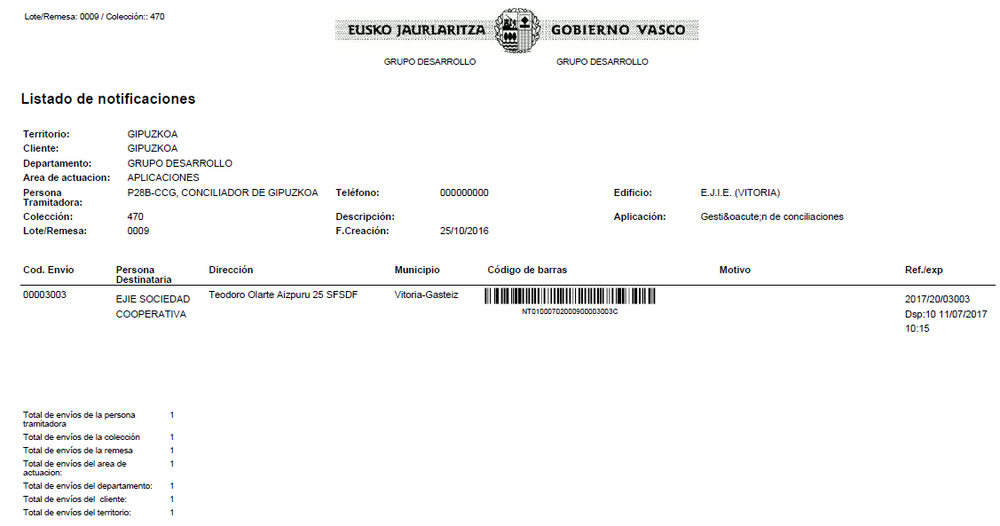 Lote/Remesa: 0009 / Colección:: 470
EUSKO JAURLARITZA GOBIERNO VASCO
GRUPO DESARROLLO GRUPO DESARROLLO
Listado de notificaciones
Territorio: GIPUZKOA
Cliente: GIPUZKOA
Departamento: GRUPO DESARROLLO
Area de actuacion: APLICACIONES
Persona Tramitadora: P28B-CCG, CONCILIADOR DE GIPUZKOA Teléfono: 000000000 Edificio: E.J.I.E. (VITORIA)
Colección: 470 Descripción: Aplicación: Gesti&oacute;n de conciliaciones
Lote/Remesa: 0009 F.Creación: 25/10/2016
Cod. Envío Persona Destinataria Dirección Municipio Código de barras Motivo Ref./exp
00003003 EJIE SOCIEDAD Teodoro Olarte Aizpuru 25 SFSDF Vitoria-Gasteiz 2017/20/03003
COOPERATIVA NT0100070200090000​3003C Dsp:10 11/07/2017
10:15
Total de envíos de la persona
tramitadora 1
Total de envíos de la colección 1
Total de envíos de la remesa 1
Total de envíos del area de
actuacion: 1
Total de envíos del departamento: 1
Total de envíos del  cliente: 1
Total de envíos del territorio: 1